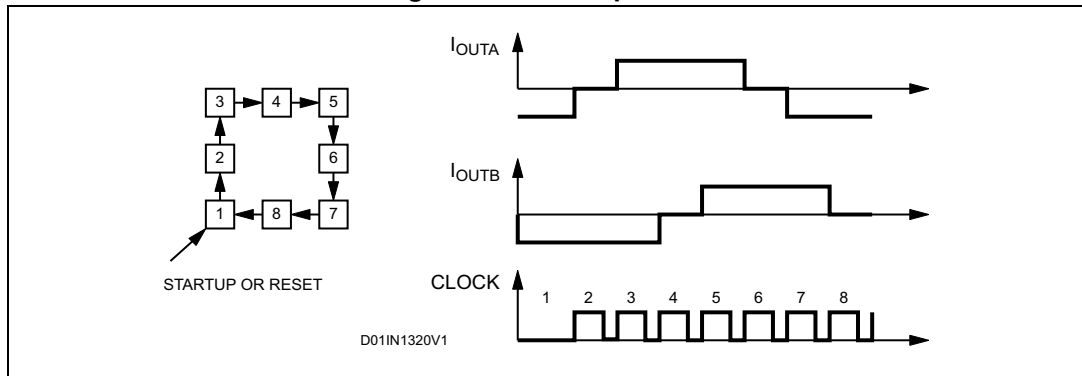 I_OUTA
3 4 5
2 6
1 8 7
STARTUP OR RESET
I_OUTB
CLOCK
1 2 3 4 5 6 7 8
D01IN1320V1